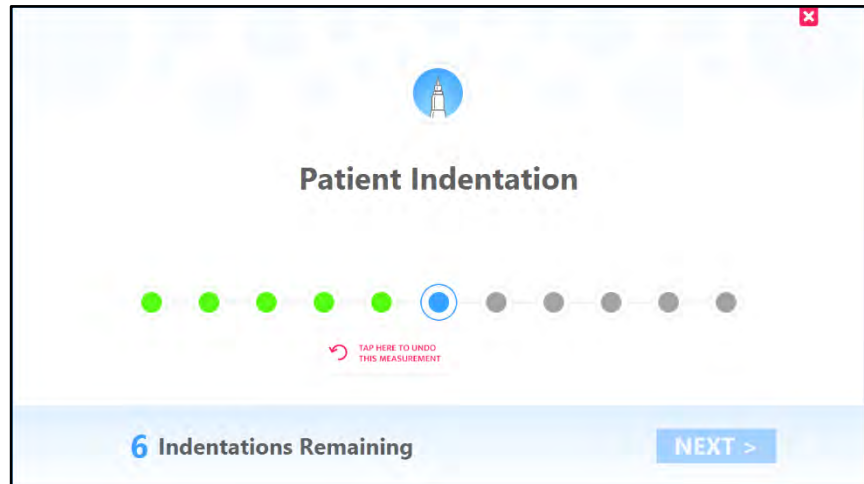 Patient Indentation
TAP HERE TO UNDO
THIS MEASUREMENT
6 Indentations Remaining
NEXT >